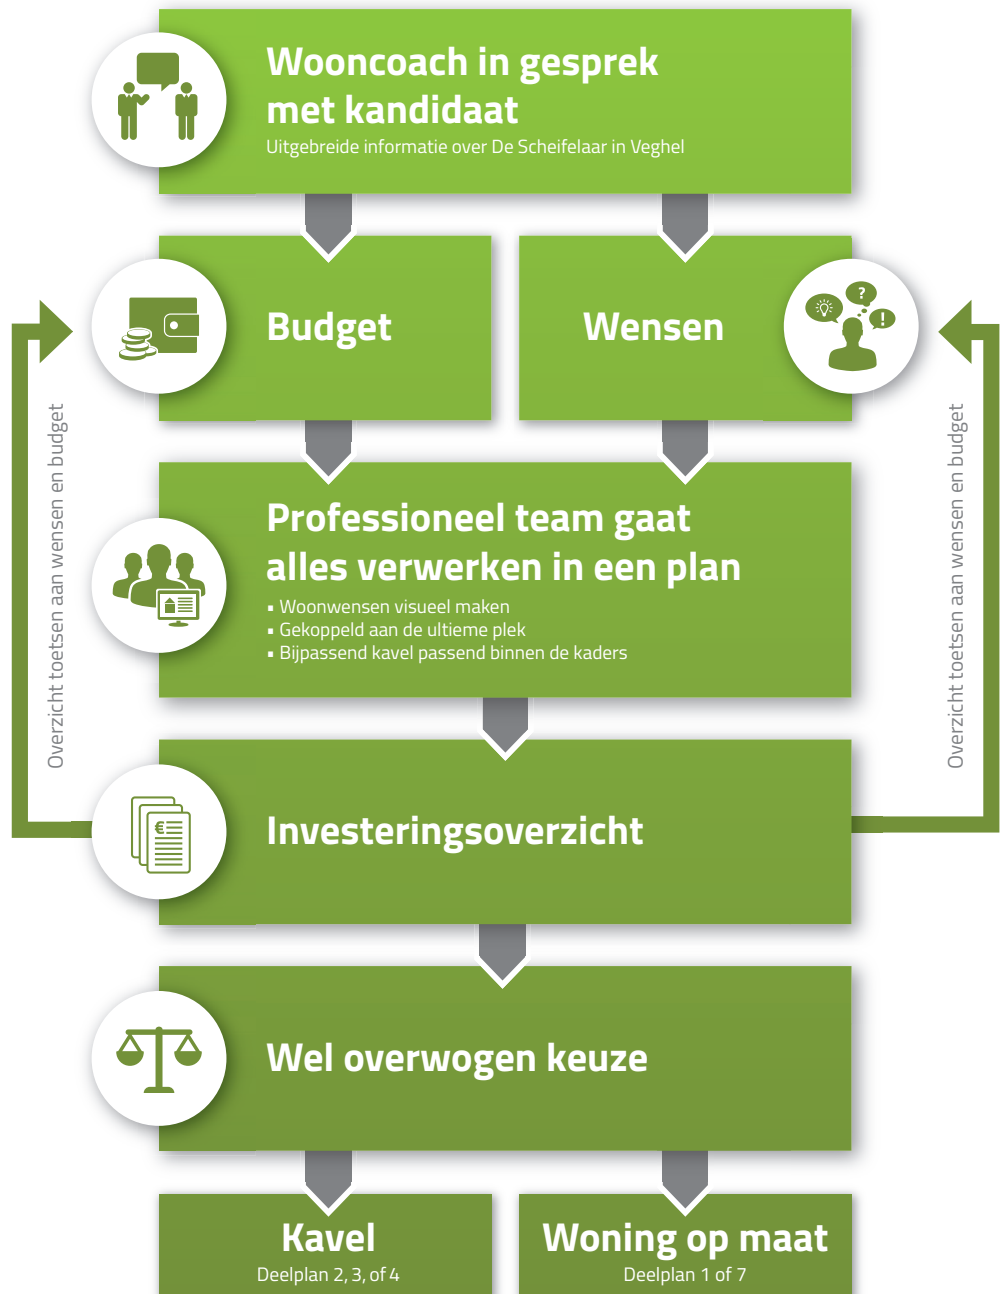 Wooncoach in gesprek
met kandidaat
Uitgebreide informatie over De Scheifelaar in Veghel
Budget
Wensen
?
!
Overzicht toetsen aan wensen en budget
Overzicht toetsen aan wensen en budget
Professioneel team gaat
alles verwerken in een plan
▪ Woonwensen visueel maken
▪ Gekoppeld aan de ultieme plek
▪ Bijpassend kavel passend binnen de kaders
€
Investeringsoverzicht
Wel overwogen keuze
Kavel
Deelplan 2, 3, of 4
Woning op maat
Deelplan 1 of 7